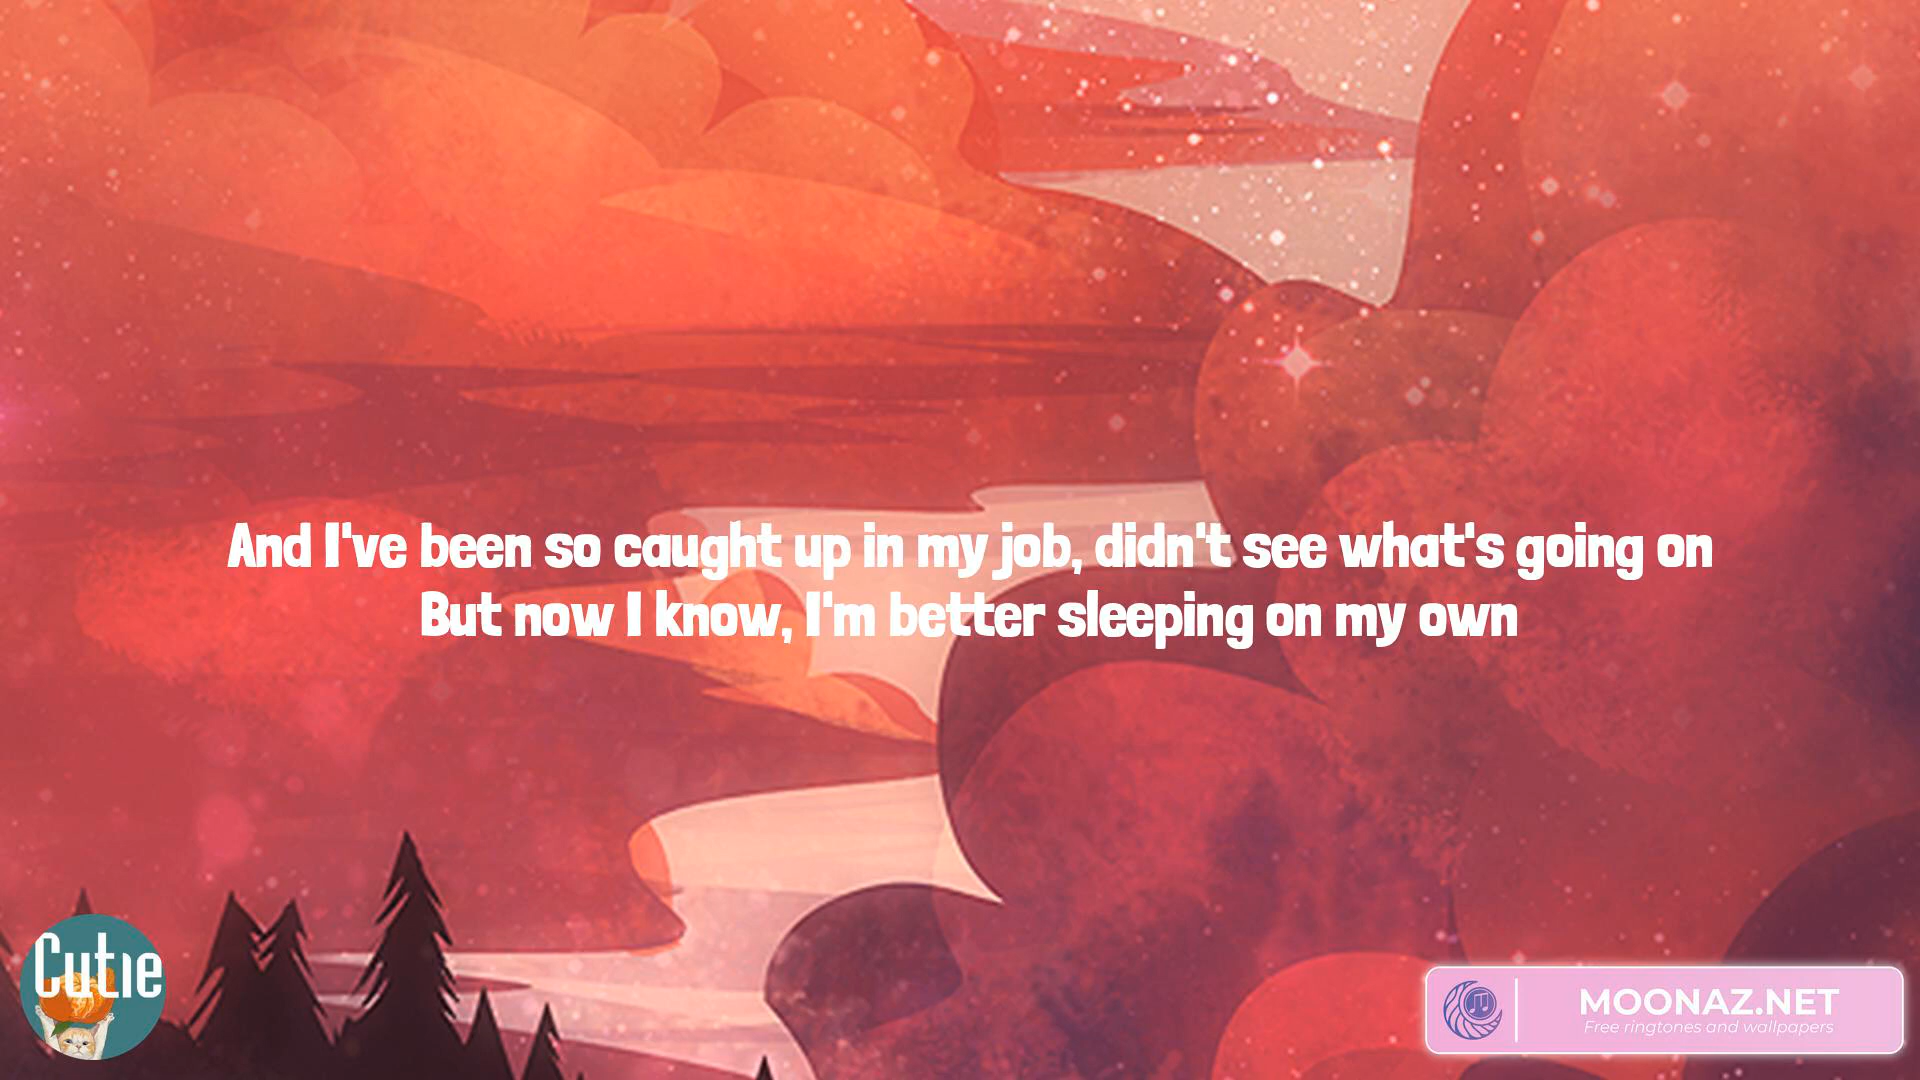 And I've been so caught up in my job, didn't see what's going on
But now I know, I'm better sleeping on my own
Cutie
MOONAZ.NET
Free ringtones and wallpapers